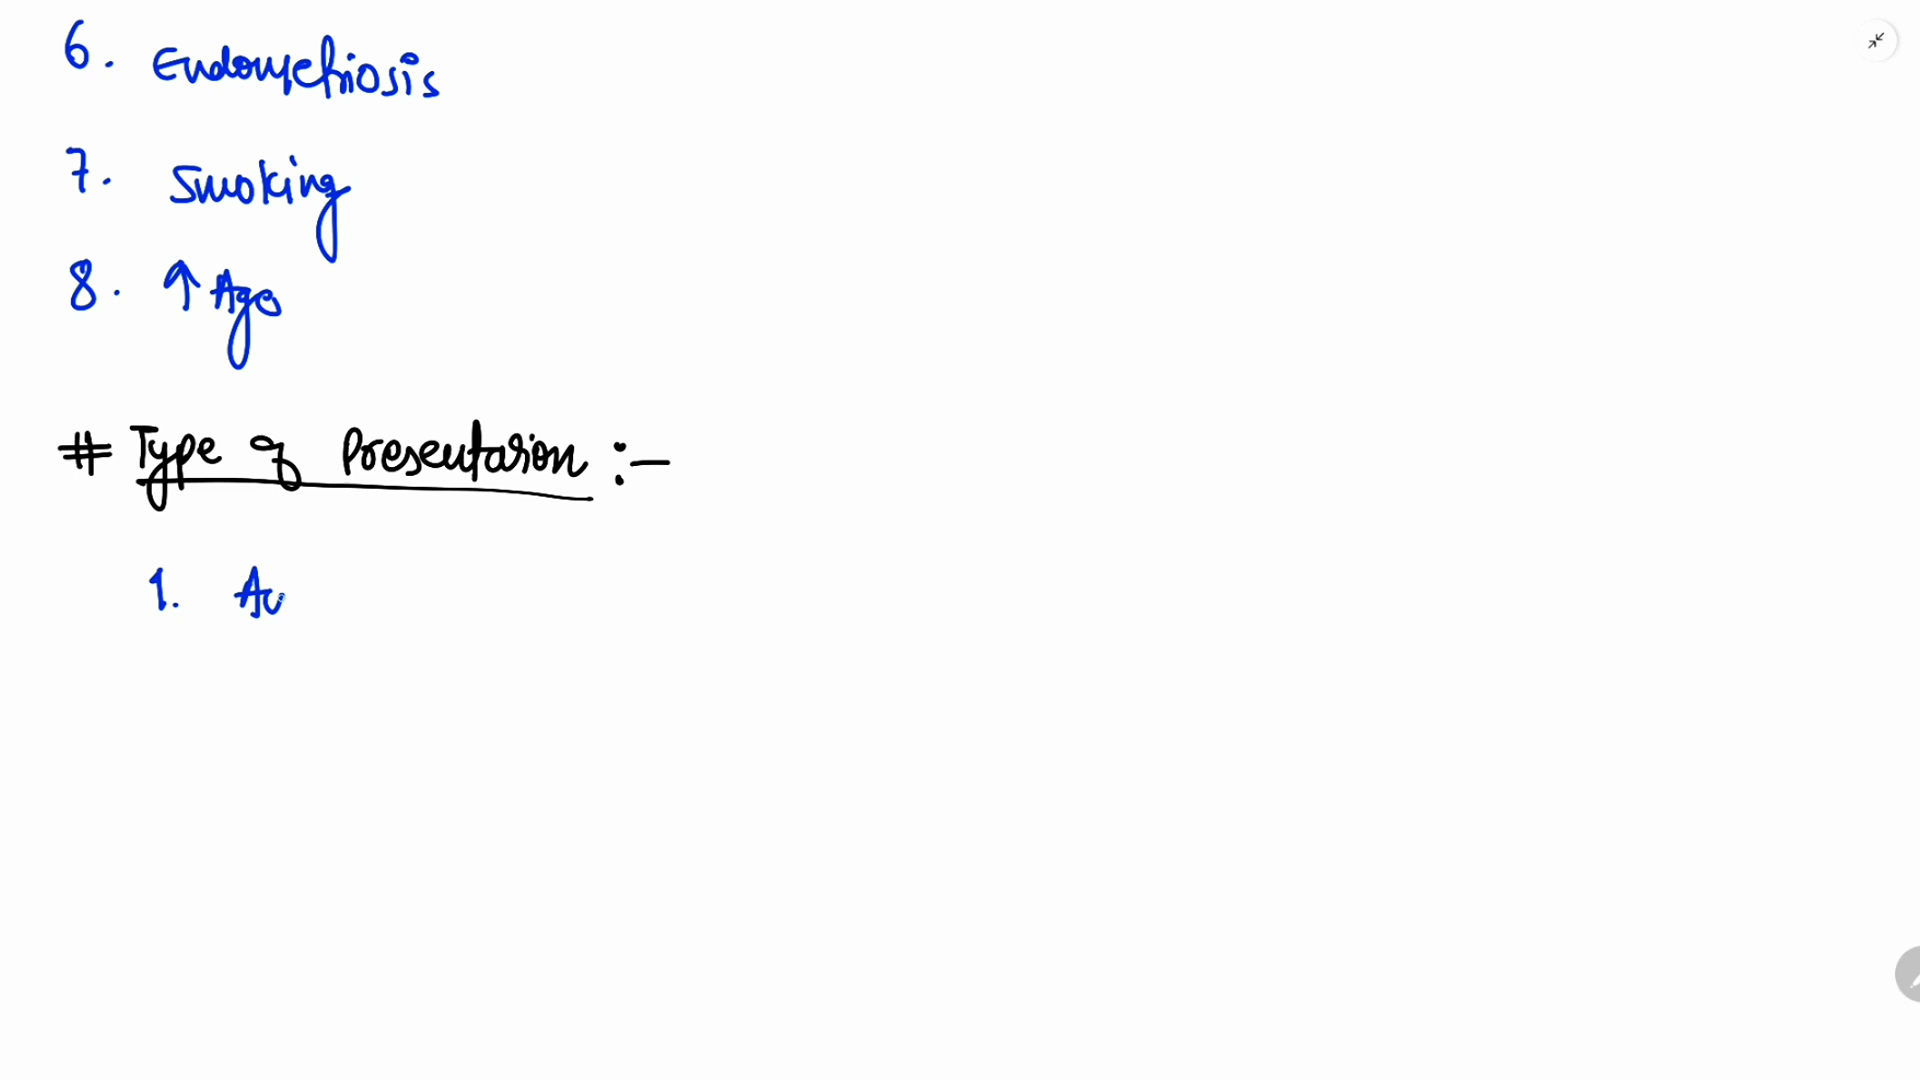 6. Endometriosis
7. Smoking
8. ↑ Age
# Type of Presentation :-
1. Ac